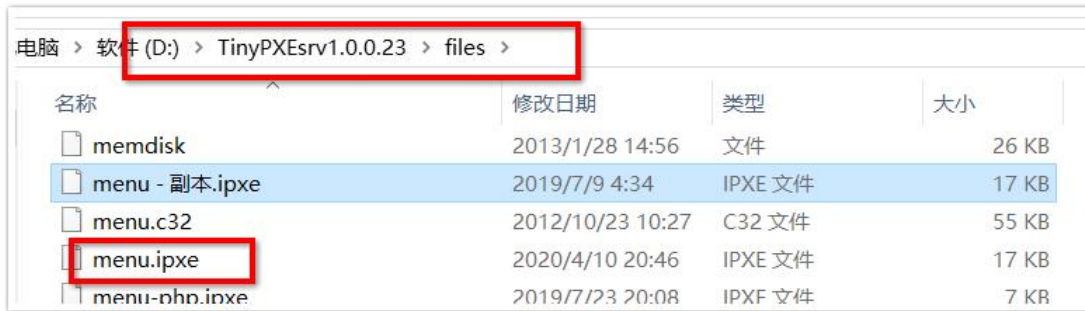 电脑 > 软件 (D:) > TinyPXEsrv1.0.0.23 > files >
名称 修改日期 类型 大小
memdisk 2013/1/28 14:56 文件 26 KB
menu - 副本.ipxe 2019/7/9 4:34 IPXE 文件 17 KB
menu.c32 2012/10/23 10:27 C32 文件 55 KB
menu.ipxe 2020/4/10 20:46 IPXE 文件 17 KB
menu-php.ipxe 2019/7/23 20:08 IPXE 文件 7 KB